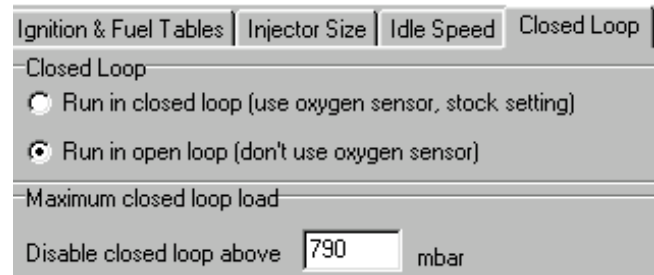 Ignition & Fuel Tables Injector Size Idle Speed Closed Loop
Closed Loop
Run in closed loop (use oxygen sensor, stock setting)
Run in open loop (don't use oxygen sensor)
Maximum closed loop load
Disable closed loop above 790 mbar